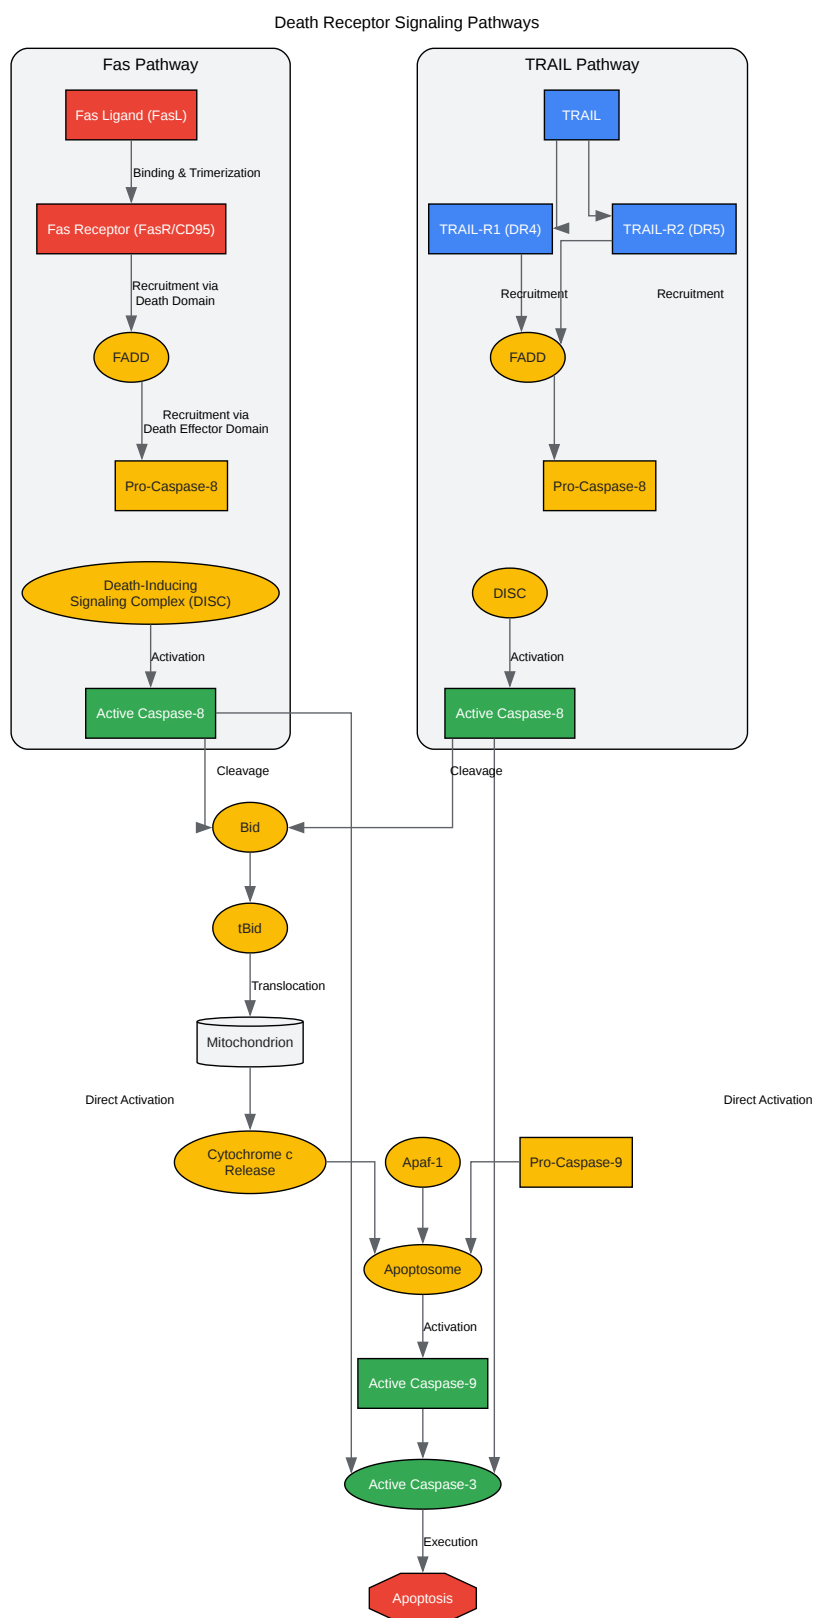 Death Receptor Signaling Pathways
Fas Pathway
TRAIL Pathway
Fas Ligand (FasL)
TRAIL
Binding & Trimerization
Fas Receptor (FasR/CD95)
TRAIL-R1 (DR4)
TRAIL-R2 (DR5)
Recruitment via
Death Domain
Recruitment
Recruitment
FADD
FADD
Recruitment via
Death Effector Domain
Pro-Caspase-8
Pro-Caspase-8
Death-Inducing
Signaling Complex (DISC)
DISC
Activation
Activation
Active Caspase-8
Active Caspase-8
Cleavage
Cleavage
Bid
tBid
Translocation
Mitochondrion
Direct Activation
Direct Activation
Cytochrome c
Release
Apaf-1
Pro-Caspase-9
Apoptosome
Activation
Active Caspase-9
Active Caspase-3
Execution
Apoptosis